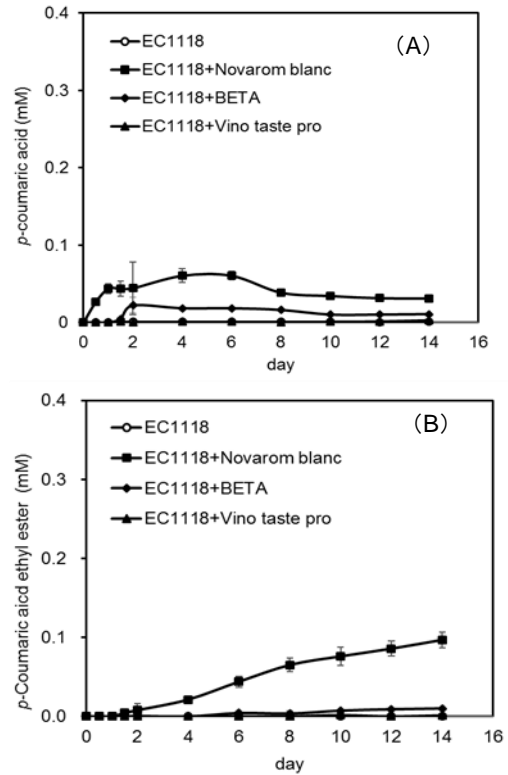 0.4
(A)
EC1118
EC1118+Novarom blanc
EC1118+BETA
EC1118+Vino taste pro
0.3
0.2
0.1
0
p-coumaric acid (mM)
0 2 4 6 8 10 12 14 16
day
0.4
(B)
EC1118
EC1118+Novarom blanc
EC1118+BETA
EC1118+Vino taste pro
0.3
0.2
0.1
0.0
p-Coumaric aicd ethyl ester (mM)
0 2 4 6 8 10 12 14 16
day